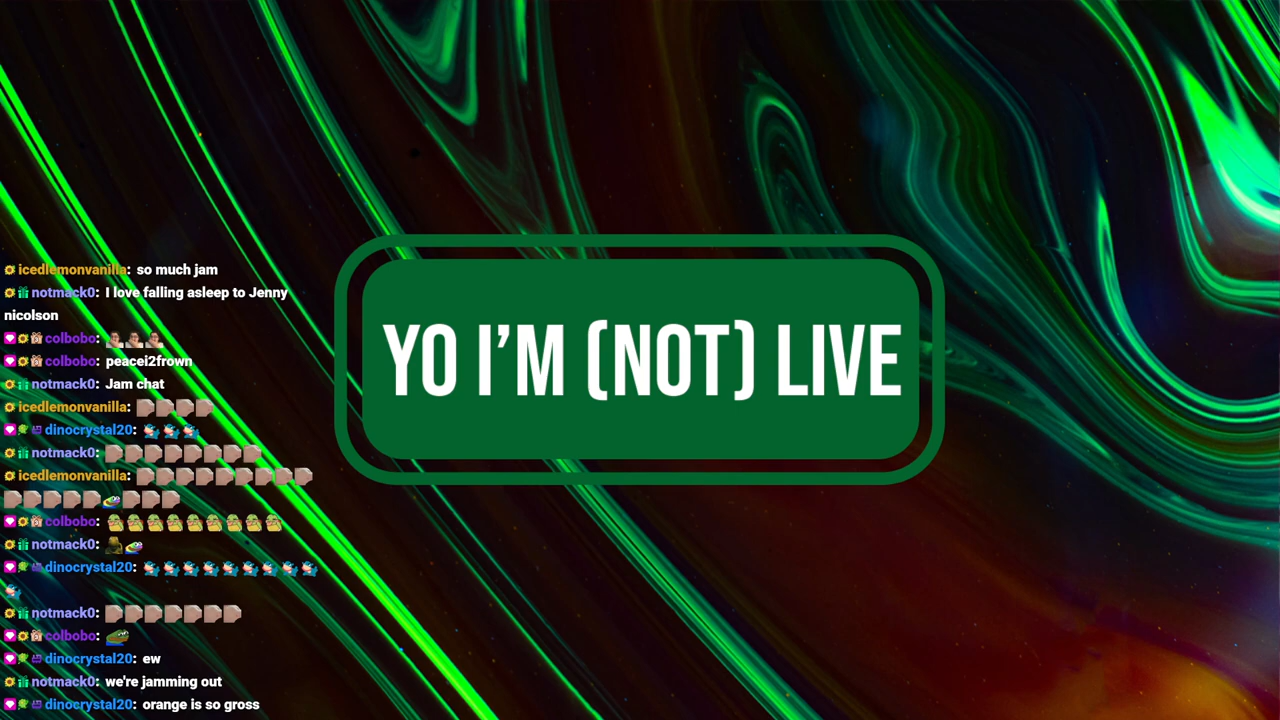 icedlemonvanilla: so much jam
notmack0: I love falling asleep to Jenny
nicolson
colbobo:
colbobo: peacei2frown
notmack0: Jam chat
icedlemonvanilla:
dinocrystal20:
notmack0:
icedlemonvanilla:
colbobo:
notmack0:
dinocrystal20:
notmack0:
colbobo:
dinocrystal20: ew
notmack0: we're jamming out
dinocrystal20: orange is so gross
YO I'M (NOT) LIVE